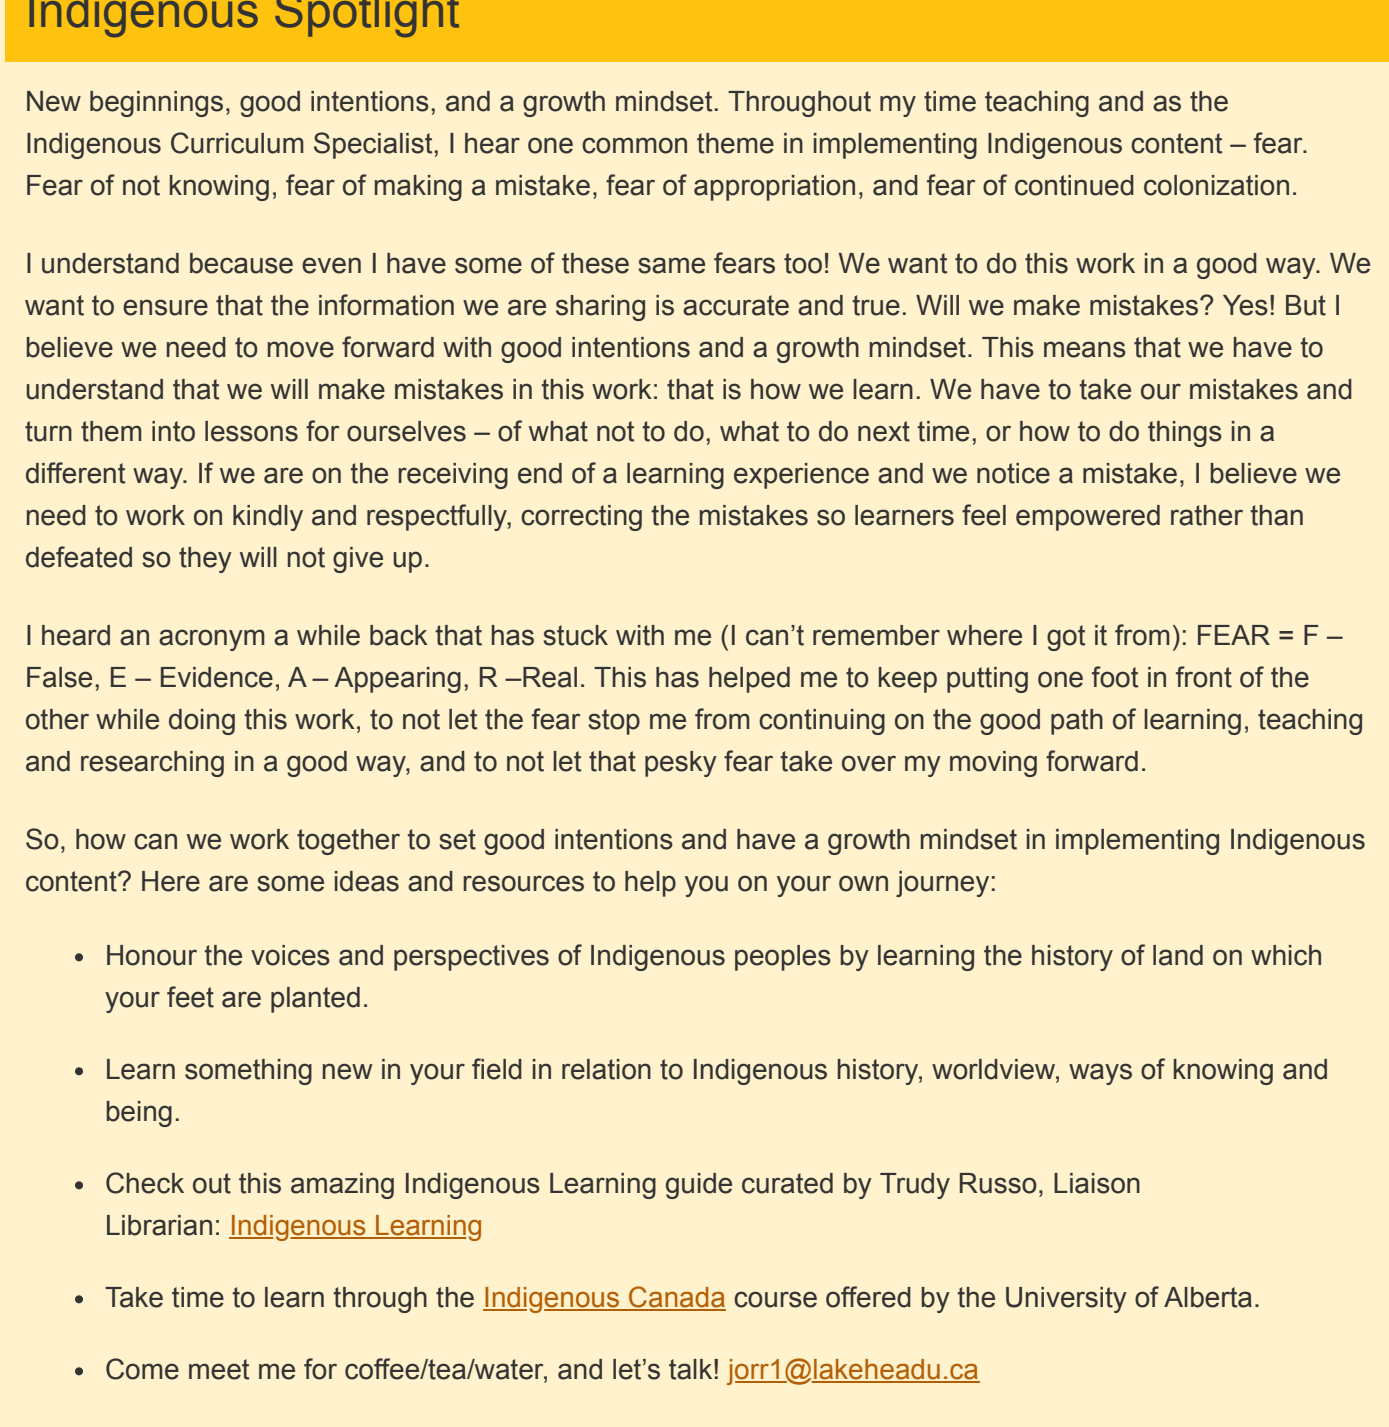 Indigenous Spotlight
New beginnings, good intentions, and a growth mindset. Throughout my time teaching and as the
Indigenous Curriculum Specialist, I hear one common theme in implementing Indigenous content – fear.
Fear of not knowing, fear of making a mistake, fear of appropriation, and fear of continued colonization.
I understand because even I have some of these same fears too! We want to do this work in a good way. We
want to ensure that the information we are sharing is accurate and true. Will we make mistakes? Yes! But I
believe we need to move forward with good intentions and a growth mindset. This means that we have to
understand that we will make mistakes in this work: that is how we learn. We have to take our mistakes and
turn them into lessons for ourselves – of what not to do, what to do next time, or how to do things in a
different way. If we are on the receiving end of a learning experience and we notice a mistake, I believe we
need to work on kindly and respectfully, correcting the mistakes so learners feel empowered rather than
defeated so they will not give up.
I heard an acronym a while back that has stuck with me (I can't remember where I got it from): FEAR = F –
False, E – Evidence, A – Appearing, R –Real. This has helped me to keep putting one foot in front of the
other while doing this work, to not let the fear stop me from continuing on the good path of learning, teaching
and researching in a good way, and to not let that pesky fear take over my moving forward.
So, how can we work together to set good intentions and have a growth mindset in implementing Indigenous
content? Here are some ideas and resources to help you on your own journey:
• Honour the voices and perspectives of Indigenous peoples by learning the history of land on which
your feet are planted.
• Learn something new in your field in relation to Indigenous history, worldview, ways of knowing and
being.
• Check out this amazing Indigenous Learning guide curated by Trudy Russo, Liaison
Librarian: Indigenous Learning
• Take time to learn through the Indigenous Canada course offered by the University of Alberta.
• Come meet me for coffee/tea/water, and let's talk! jorr1@lakeheadu.ca